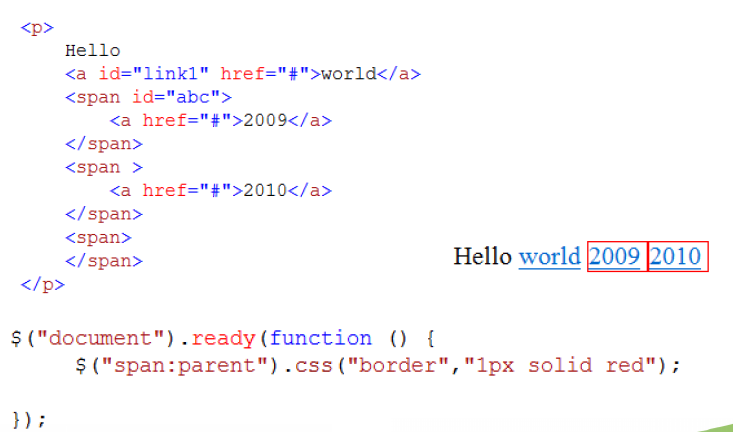 <p>
Hello
<a id="link1" href="#">world</a>
<span id="abc">
<a href="#">2009</a>
</span>
<span >
<a href="#">2010</a>
</span>
<span>
</span>
</p>
Hello world 2009 2010
$("document").ready(function () {
$("span:parent").css("border","1px solid red");
});